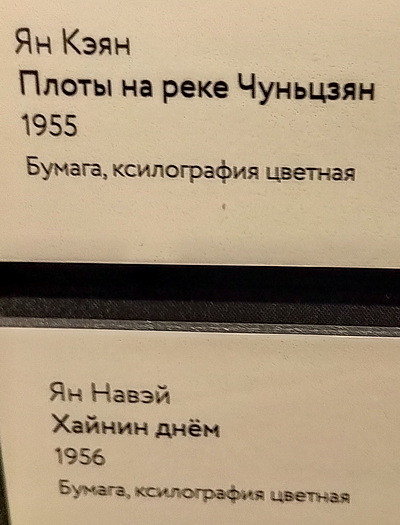 Ян Кэян
Плоты на реке Чуньцзян
1955
Бумага, ксилография цветная
Ян Навэй
Хайнин днём
1956
Бумага, ксилография цветная